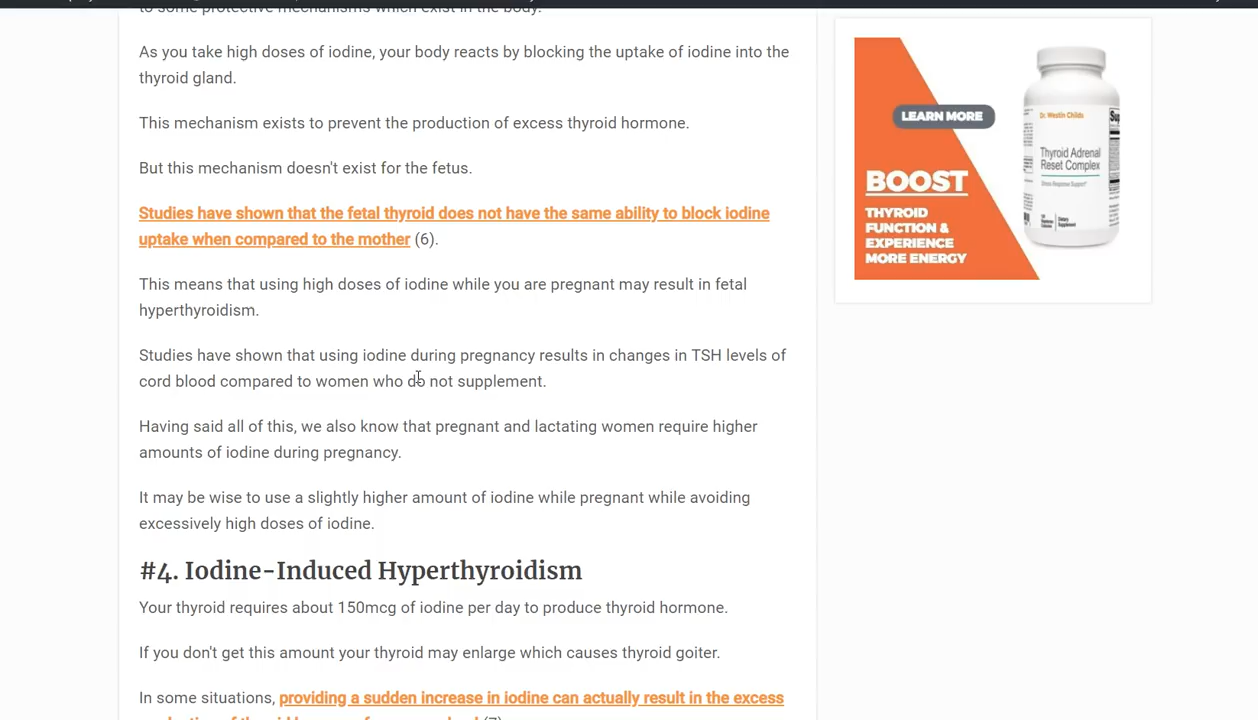 to some protective mechanisms which exist in the body.
As you take high doses of iodine, your body reacts by blocking the uptake of iodine into the
thyroid gland.
This mechanism exists to prevent the production of excess thyroid hormone.
But this mechanism doesn't exist for the fetus.
Studies have shown that the fetal thyroid does not have the same ability to block iodine
uptake when compared to the mother (6).
This means that using high doses of iodine while you are pregnant may result in fetal
hyperthyroidism.
Studies have shown that using iodine during pregnancy results in changes in TSH levels of
cord blood compared to women who do not supplement.
Having said all of this, we also know that pregnant and lactating women require higher
amounts of iodine during pregnancy.
It may be wise to use a slightly higher amount of iodine while pregnant while avoiding
excessively high doses of iodine.
#4. Iodine-Induced Hyperthyroidism
Your thyroid requires about 150mcg of iodine per day to produce thyroid hormone.
If you don't get this amount your thyroid may enlarge which causes thyroid goiter.
In some situations, providing a sudden increase in iodine can actually result in the excess
LEARN MORE
BOOST
THYROID
FUNCTION &
EXPERIENCE
MORE ENERGY
Dr. Westin Childs
Thyroid Adrenal
Reset Complex